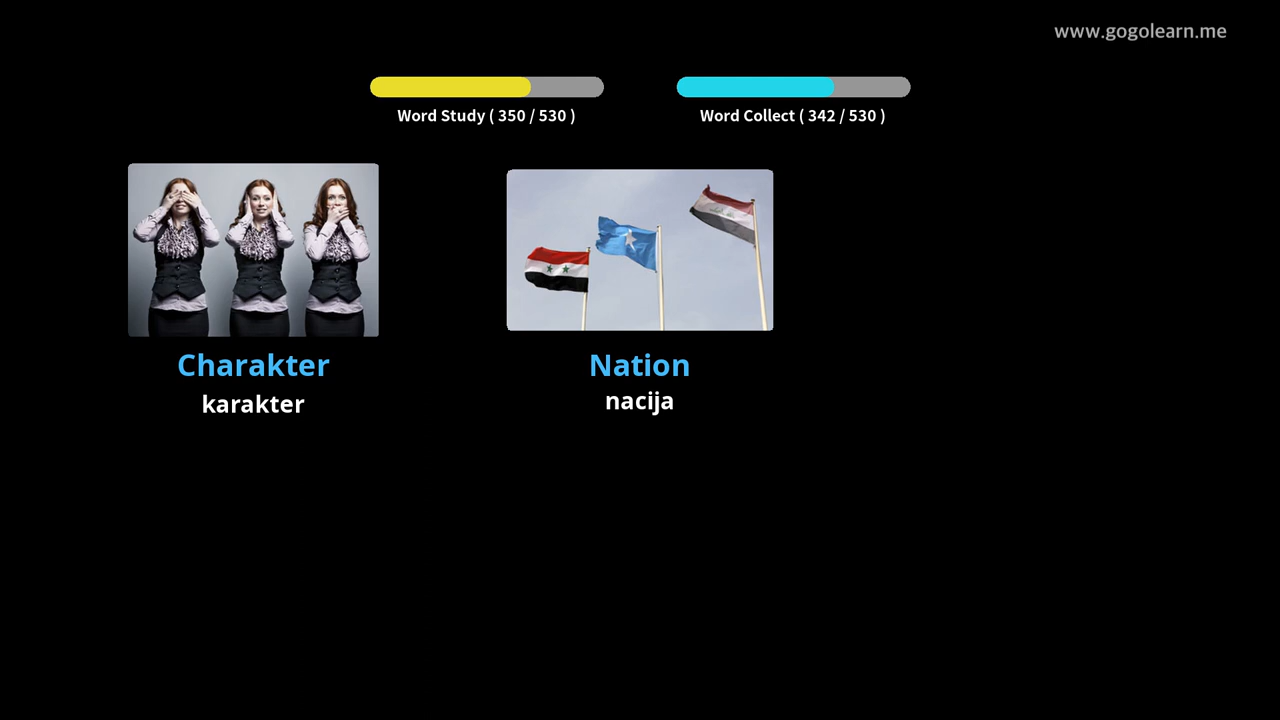 www.gogolearn.me
Word Study ( 350 / 530 )
Word Collect ( 342 / 530 )
Charakter
karakter
Nation
nacija